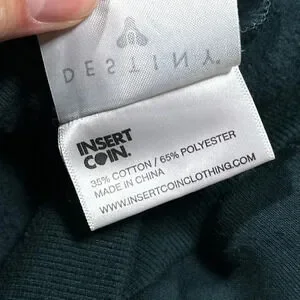 DESTINY
INSERT
COIN.
35% COTTON / 65% POLYESTER
MADE IN CHINA
WWW.INSERTCOINCLOTHING.COM